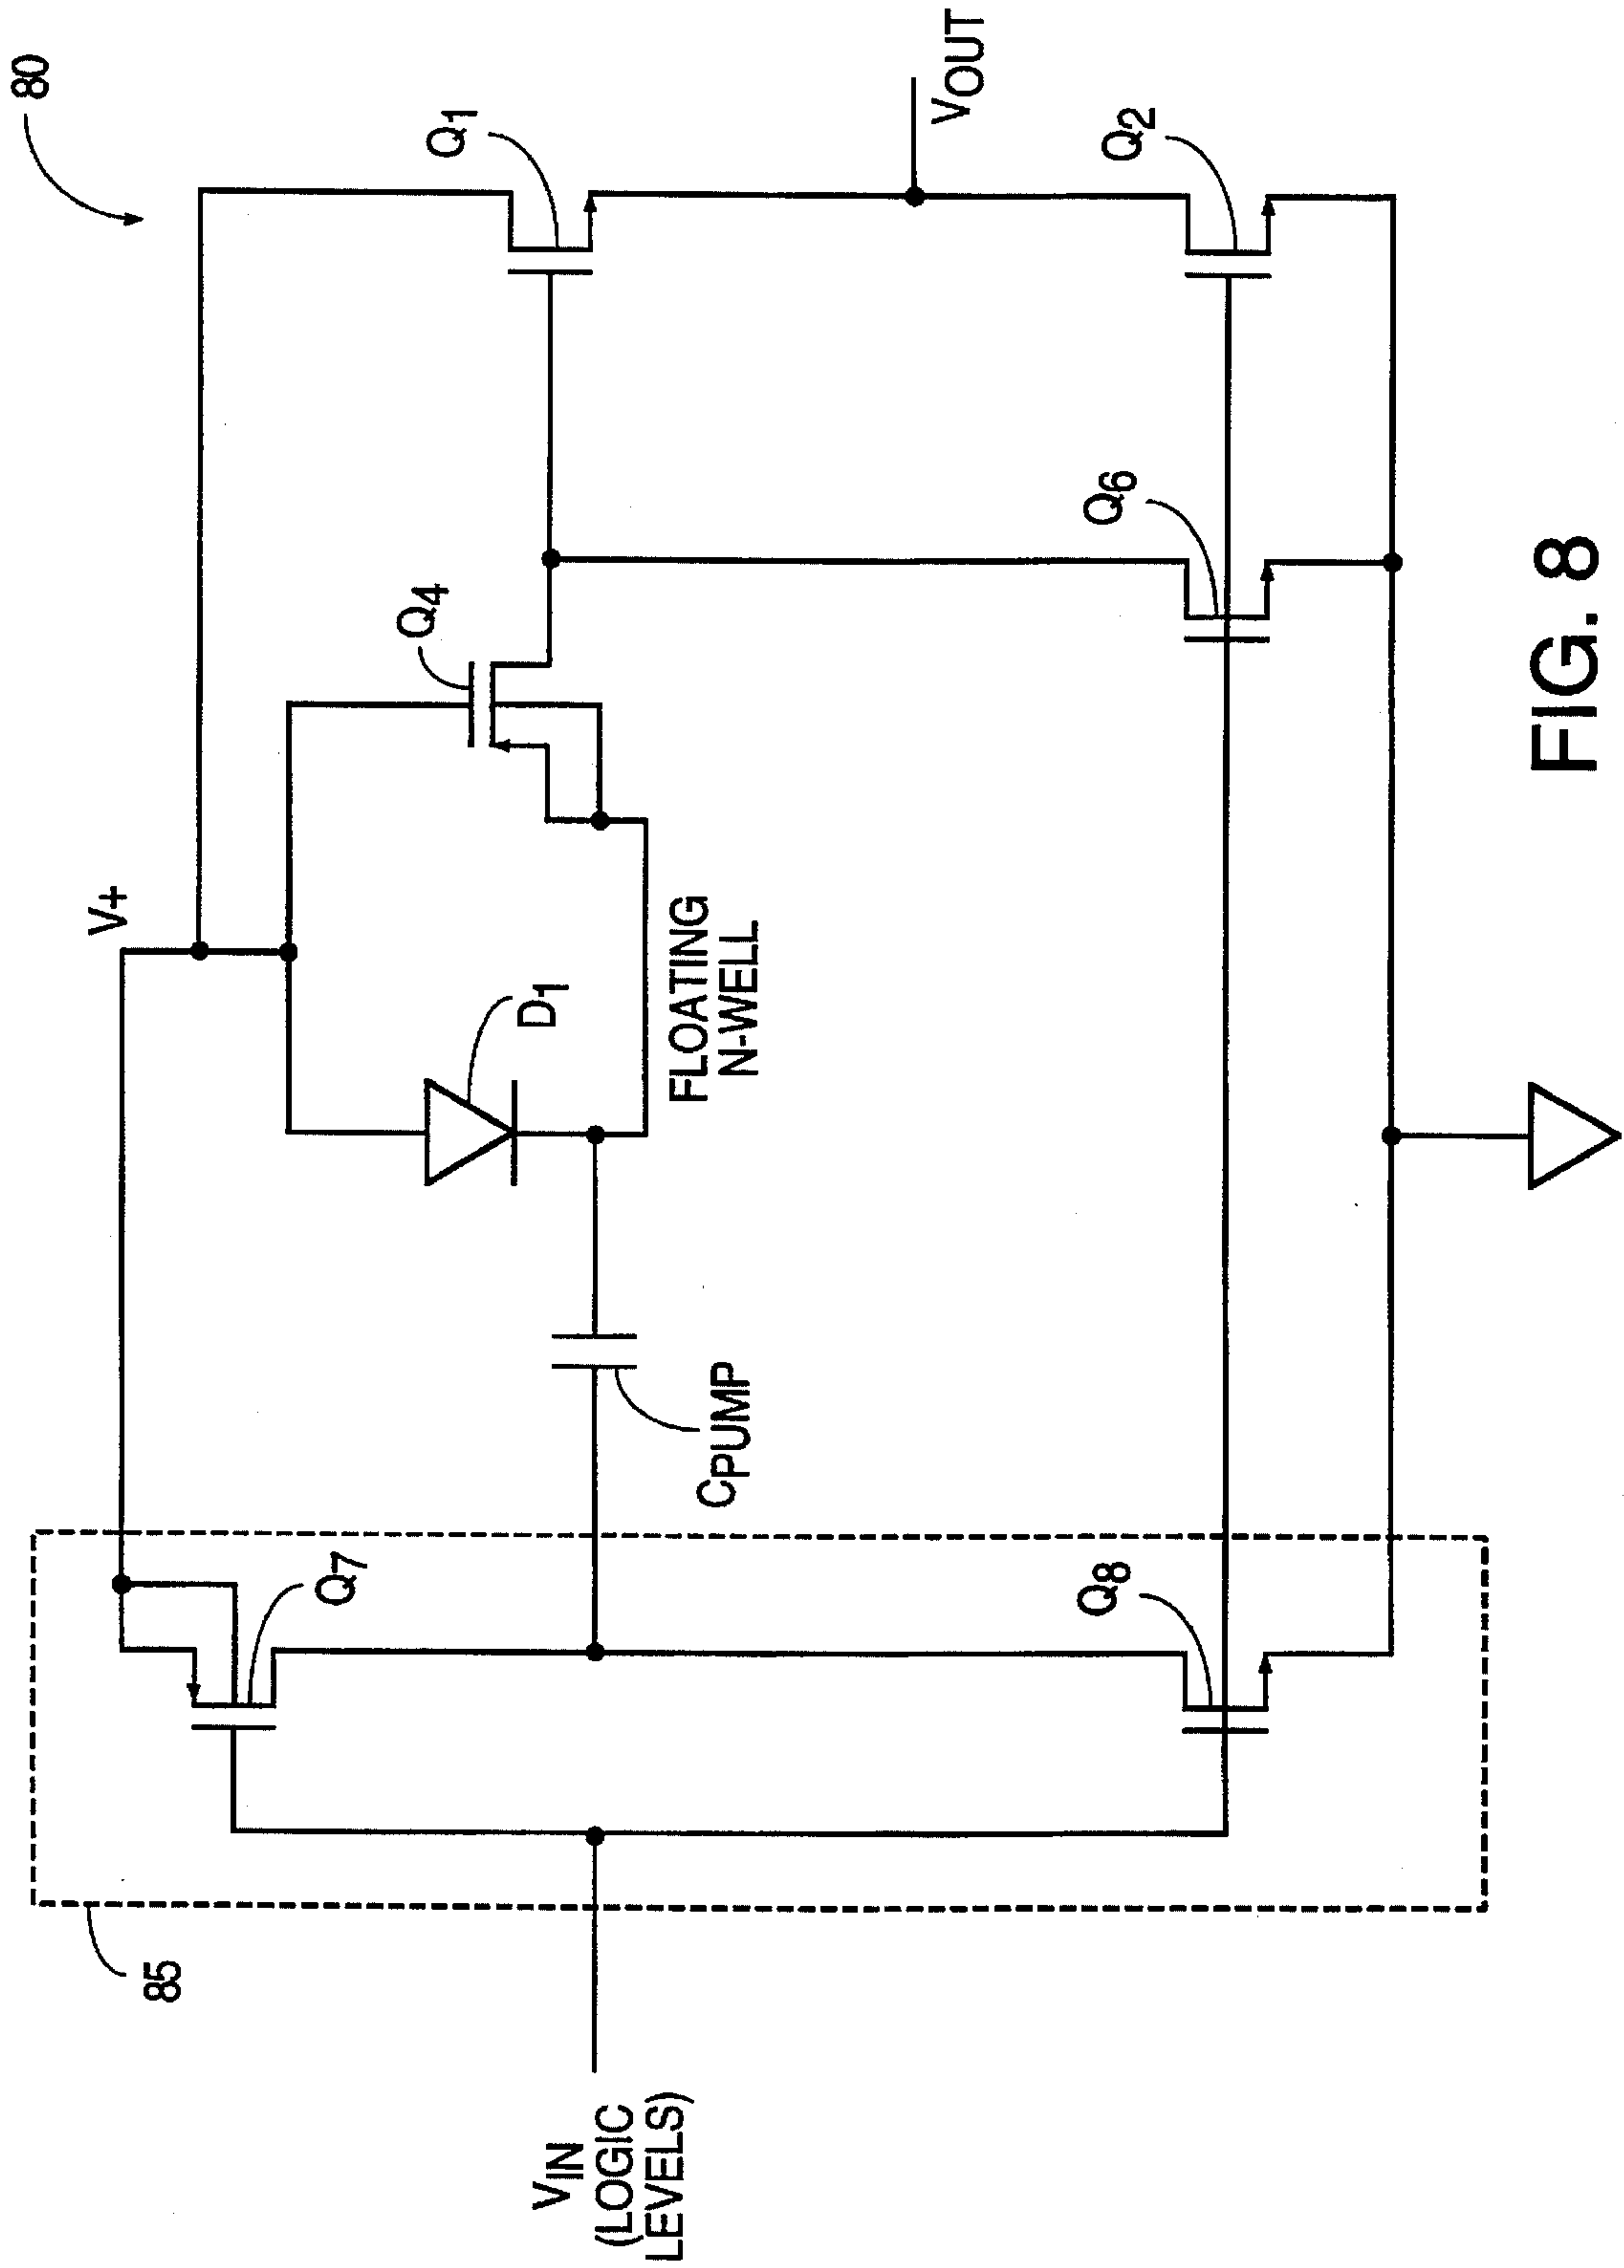 80
V+
Q1
Q4
D1
Q7
85
FLOATING
N-WELL
CPUMP
VIN
(LOGIC
LEVELS)
VOUT
Q8
Q6
Q2
FIG. 8